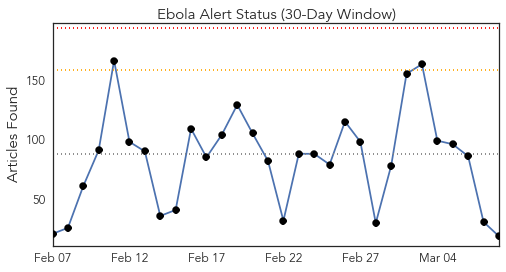 Ebola Alert Status (30-Day Window)
Articles Found
150
100
50
Feb 07 Feb 12 Feb 17 Feb 22 Feb 27 Mar 04